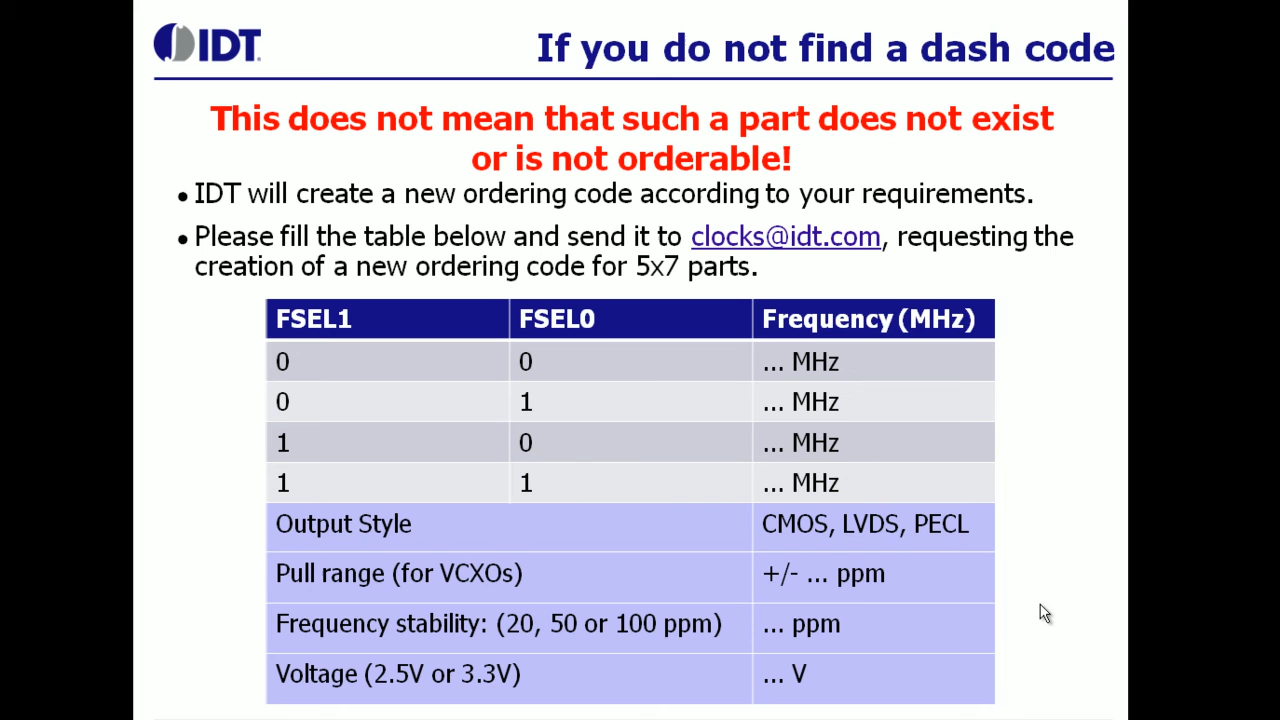 IDT
If you do not find a dash code
This does not mean that such a part does not exist
or is not orderable!
• IDT will create a new ordering code according to your requirements.
• Please fill the table below and send it to clocks@idt.com, requesting the
creation of a new ordering code for 5x7 parts.
FSEL1 FSEL0 Frequency (MHz)
0 0 ... MHz
0 1 ... MHz
1 0 ... MHz
1 1 ... MHz
Output Style CMOS, LVDS, PECL
Pull range (for VCXOs) +/- ... ppm
Frequency stability: (20, 50 or 100 ppm) ... ppm
Voltage (2.5V or 3.3V) ... V